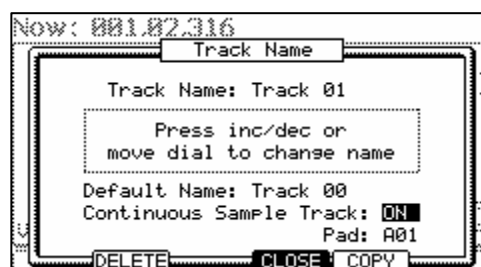 Now: 001.02.316
Track Name
Track Name: Track 01
Press inc/dec or
move dial to change name
Default Name: Track 00
Continuous Sample Track: ON
Pad: A01
DELETE CLOSE COPY